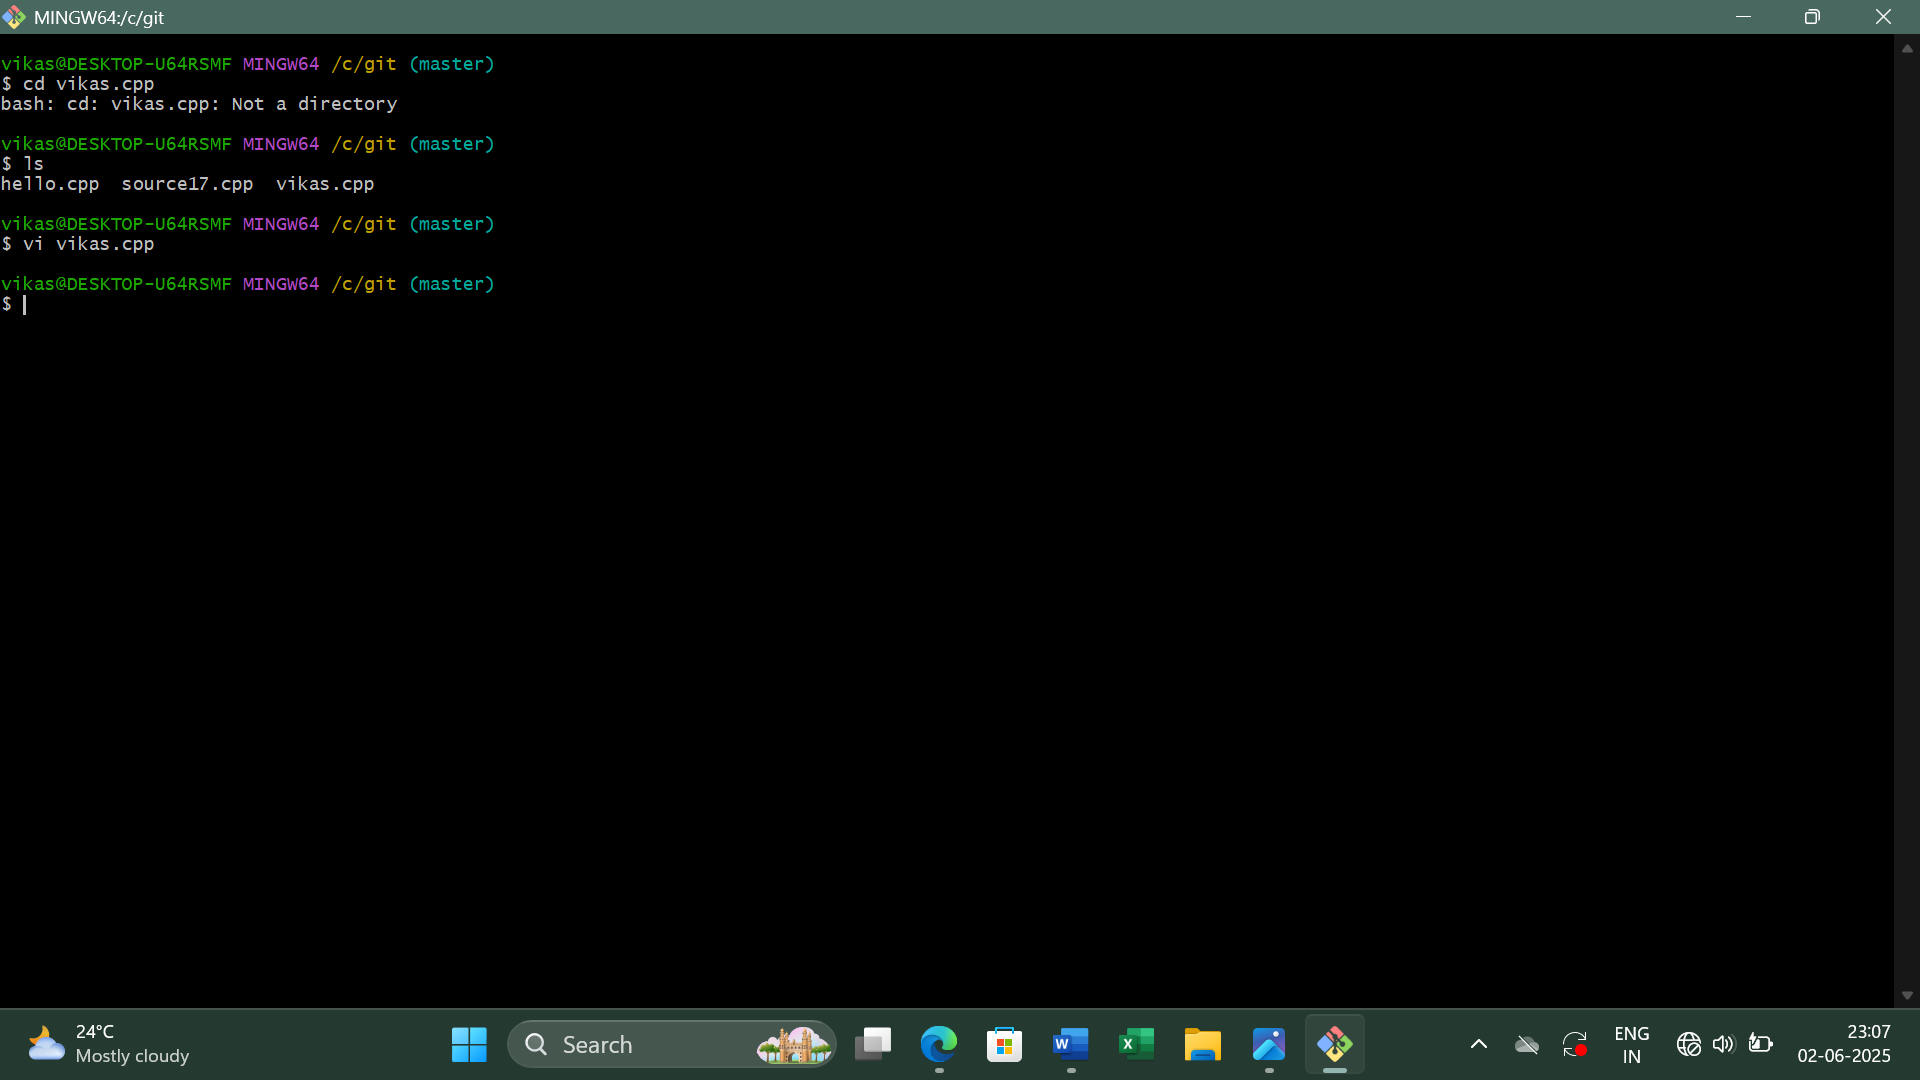 MINGW64:/c/git
vikas@DESKTOP-U64RSMF MINGW64 /c/git (master)
$ cd vikas.cpp
bash: cd: vikas.cpp: Not a directory
vikas@DESKTOP-U64RSMF MINGW64 /c/git (master)
$ ls
hello.cpp  source17.cpp  vikas.cpp
vikas@DESKTOP-U64RSMF MINGW64 /c/git (master)
$ vi vikas.cpp
vikas@DESKTOP-U64RSMF MINGW64 /c/git (master)
$
24°C
Mostly cloudy
Search
ENG
IN
23:07
02-06-2025